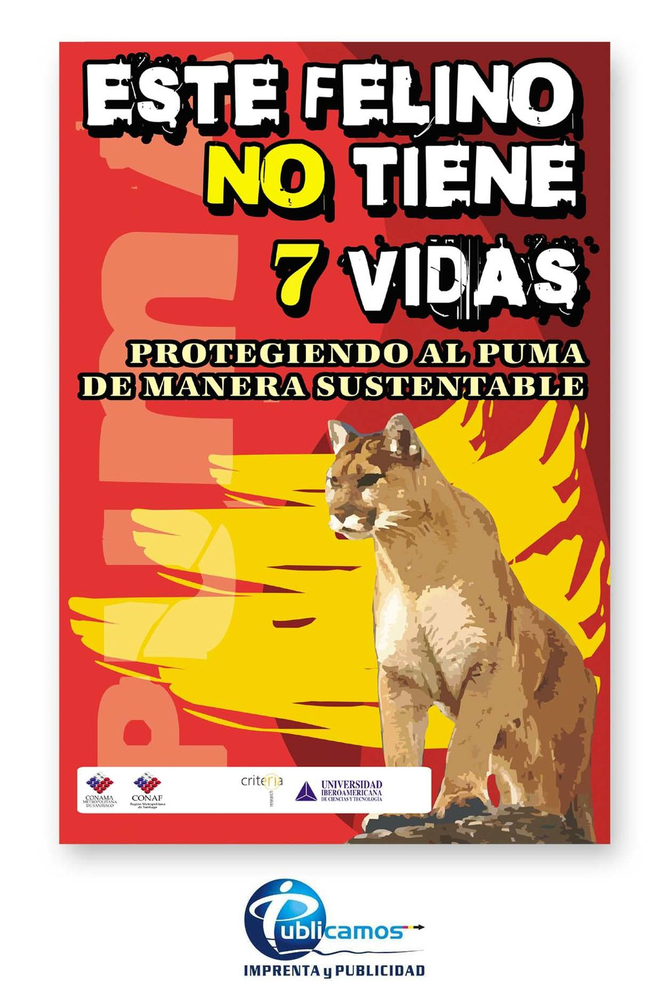 ESTE FELINO
NO TIENE
7 VIDAS
PROTEGIENDO AL PUMA
DE MANERA SUSTENTABLE
PUMA
CONAMA
METROPOLITANA
DE SANTIAGO
CONAF
Región Metropolitana
de Santiago
criteria
research
UNIVERSIDAD
IBEROAMERICANA
DE CIENCIAS Y TECNOLOGÍA
Publicamos
IMPRENTA y PUBLICIDAD